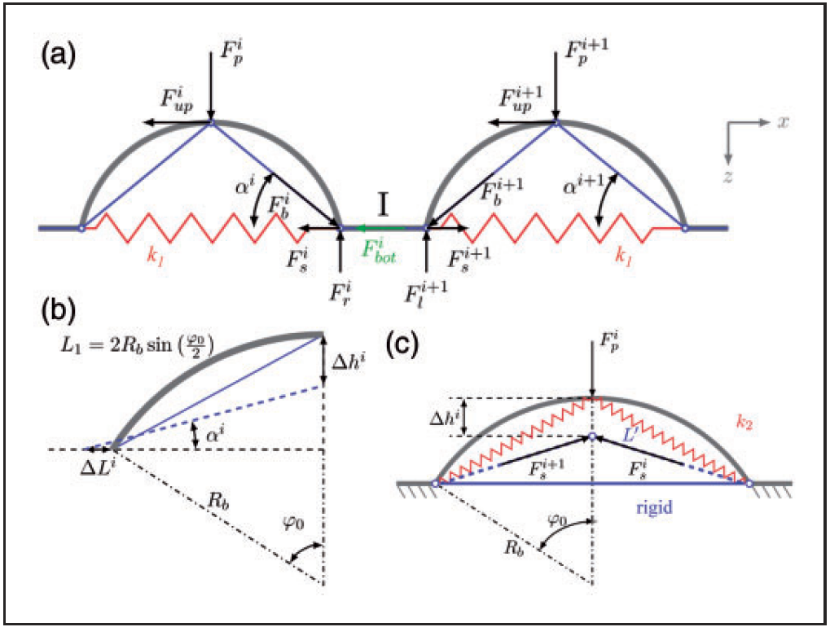 (a)
F_p^i
F_p^{i+1}
F_{up}^i
F_{up}^{i+1}
x
z
α^i
F_b^i
I
F_b^{i+1}
α^{i+1}
k_1
F_s^i
F_{bot}^i
F_s^{i+1}
k_1
F_r^i
F_l^{i+1}
(b)
L_1 = 2R_b sin (φ_0/2)
Δh^i
α^i
ΔL^i
R_b
φ_0
(c)
F_p^i
Δh^i
k_2
L'
F_s^{i+1}
F_s^i
rigid
φ_0
R_b